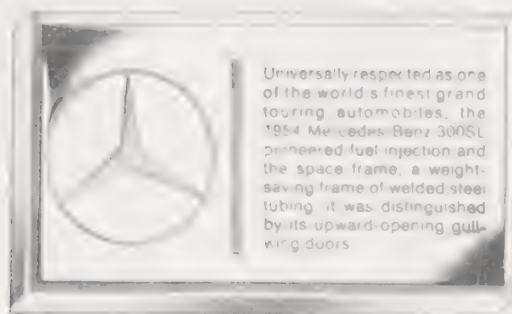 Universally respected as one
of the world's finest grand
touring automobiles, the
1954 Mercedes Benz 300SL
pioneered fuel injection and
the space frame, a weight-
saving frame of welded steel
tubing. It was distinguished
by its upward-opening gull-
wing doors